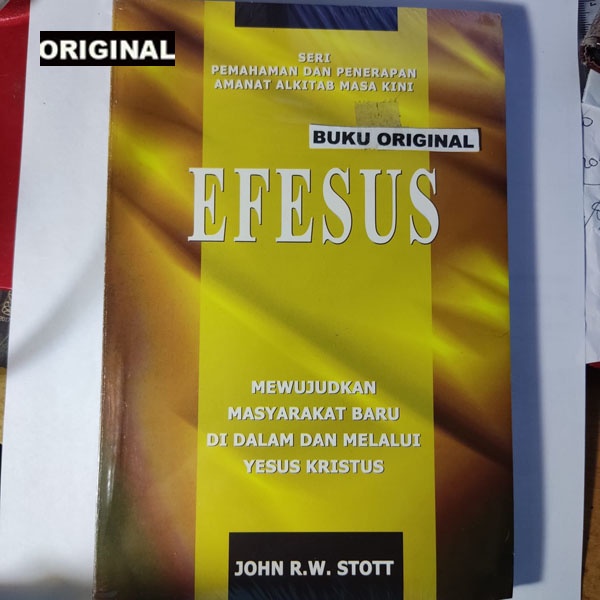 ORIGINAL
SERI
PEMAHAMAN DAN PENERAPAN
AMANAT ALKITAB MASA KINI
BUKU ORIGINAL
EFESUS
MEWUJUDKAN
MASYARAKAT BARU
DI DALAM DAN MELALUI
YESUS KRISTUS
JOHN R.W. STOTT